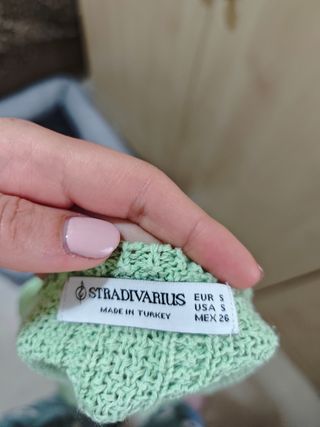 STRADIVARIUS
MADE IN TURKEY
EUR S
USA S
MEX 26